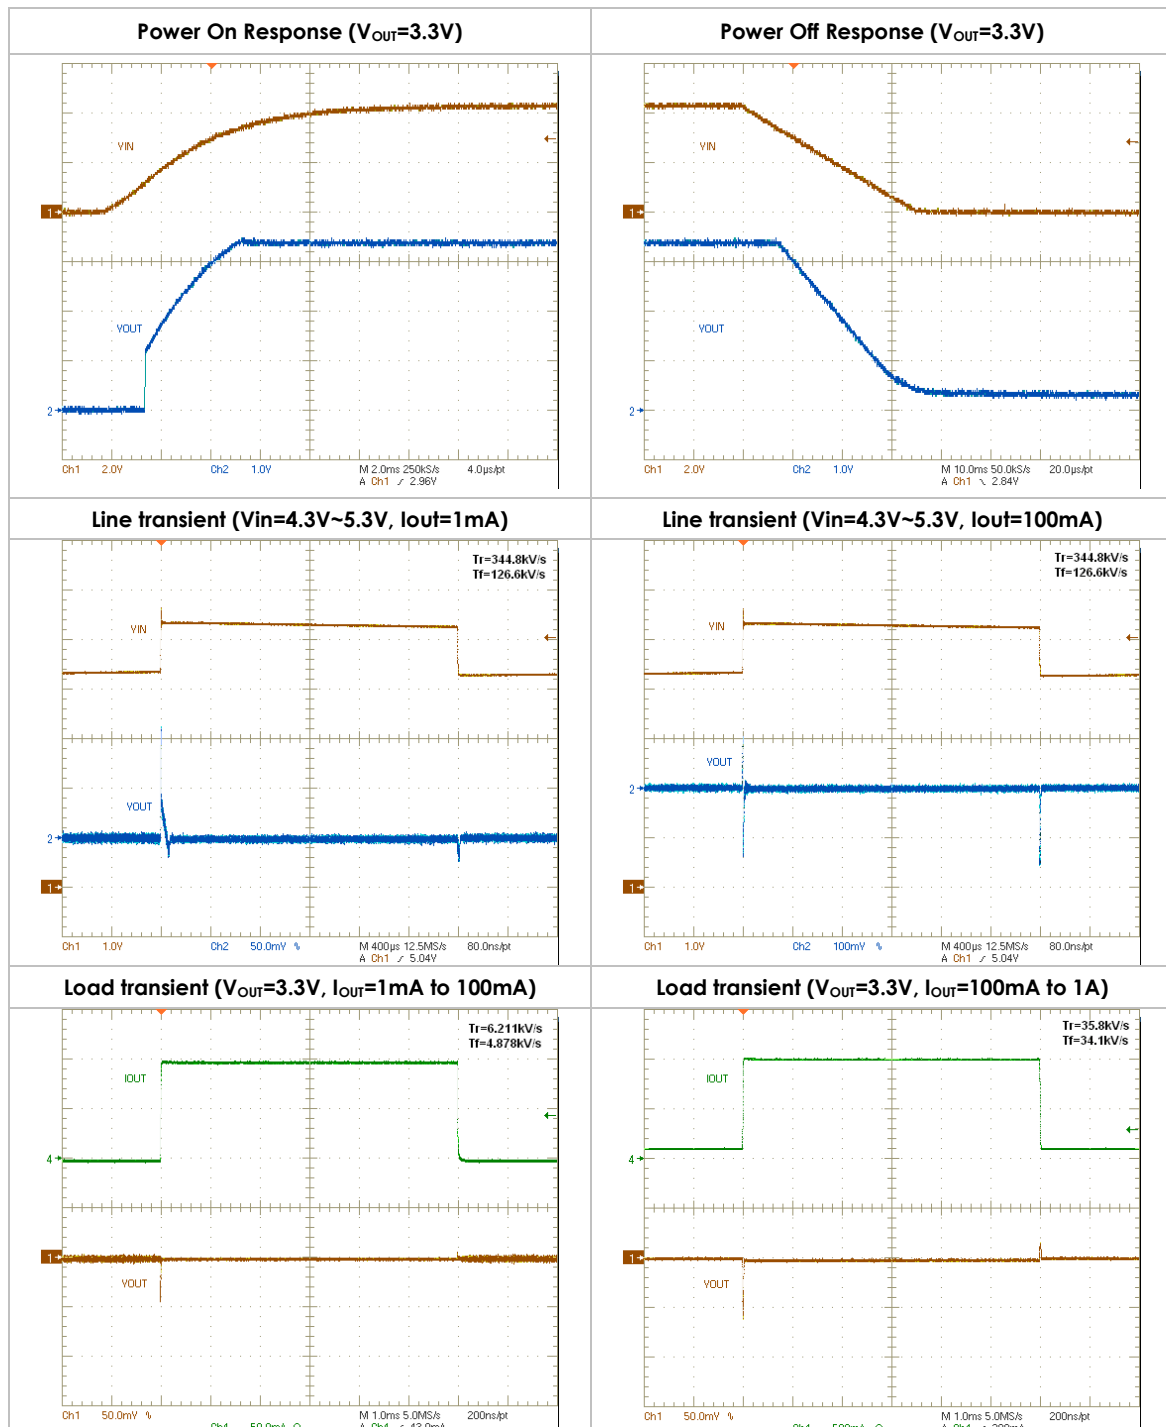 Power On Response (VOUT=3.3V)
VIN
1
VOUT
2
Ch1 2.0V Ch2 1.0V M 2.0ms 250kS/s 4.0µs/pt
A Ch1 ⁄ 2.96V
Power Off Response (VOUT=3.3V)
VIN
1
VOUT
2
Ch1 2.0V Ch2 1.0V M 10.0ms 50.0kS/s 20.0µs/pt
A Ch1 \ 2.84V
Line transient (Vin=4.3V~5.3V, Iout=1mA)
Tr=344.8kV/s
Tf=126.6kV/s
VIN
VOUT
2
1
Ch1 1.0V Ch2 50.0mV % M 400µs 12.5MS/s 80.0ns/pt
A Ch1 ⁄ 5.04V
Line transient (Vin=4.3V~5.3V, Iout=100mA)
Tr=344.8kV/s
Tf=126.6kV/s
VIN
VOUT
2
1
Ch1 1.0V Ch2 100mV % M 400µs 12.5MS/s 80.0ns/pt
A Ch1 ⁄ 5.04V
Load transient (VOUT=3.3V, IOUT=1mA to 100mA)
Tr=6.211kV/s
Tf=4.878kV/s
IOUT
4
1
VOUT
Ch1 50.0mV % M 1.0ms 5.0MS/s 200ns/pt
Load transient (VOUT=3.3V, IOUT=100mA to 1A)
Tr=35.8kV/s
Tf=34.1kV/s
IOUT
4
1
VOUT
Ch1 50.0mV % M 1.0ms 5.0MS/s 200ns/pt